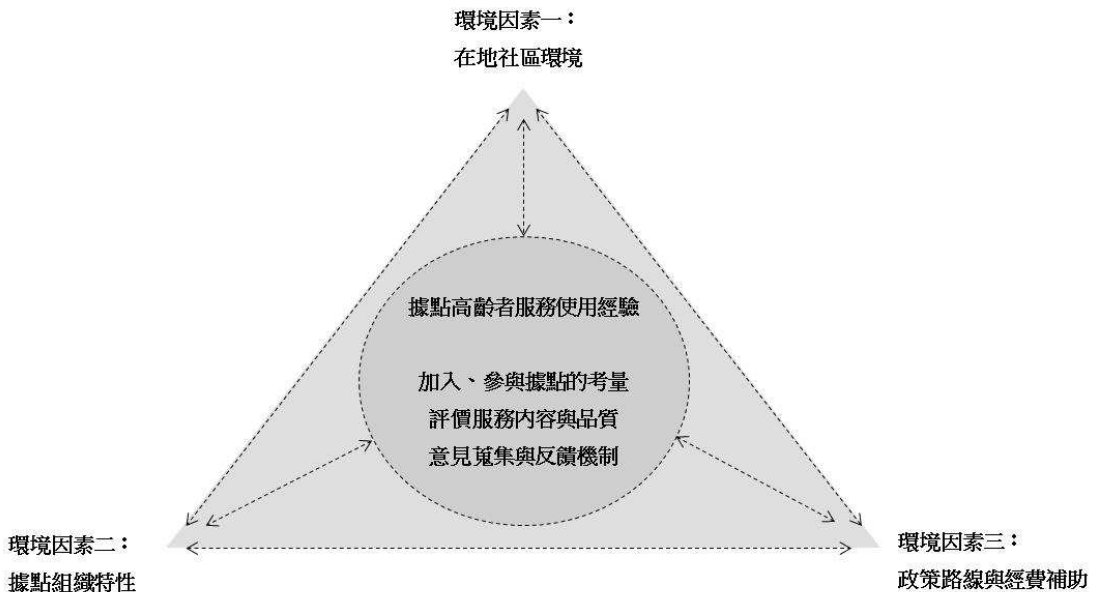 環境因素一：
在地社區環境
據點高齡者服務使用經驗
加入、參與據點的考量
評價服務內容與品質
意見蒐集與反饋機制
環境因素二：
據點組織特性
環境因素三：
政策路線與經費補助